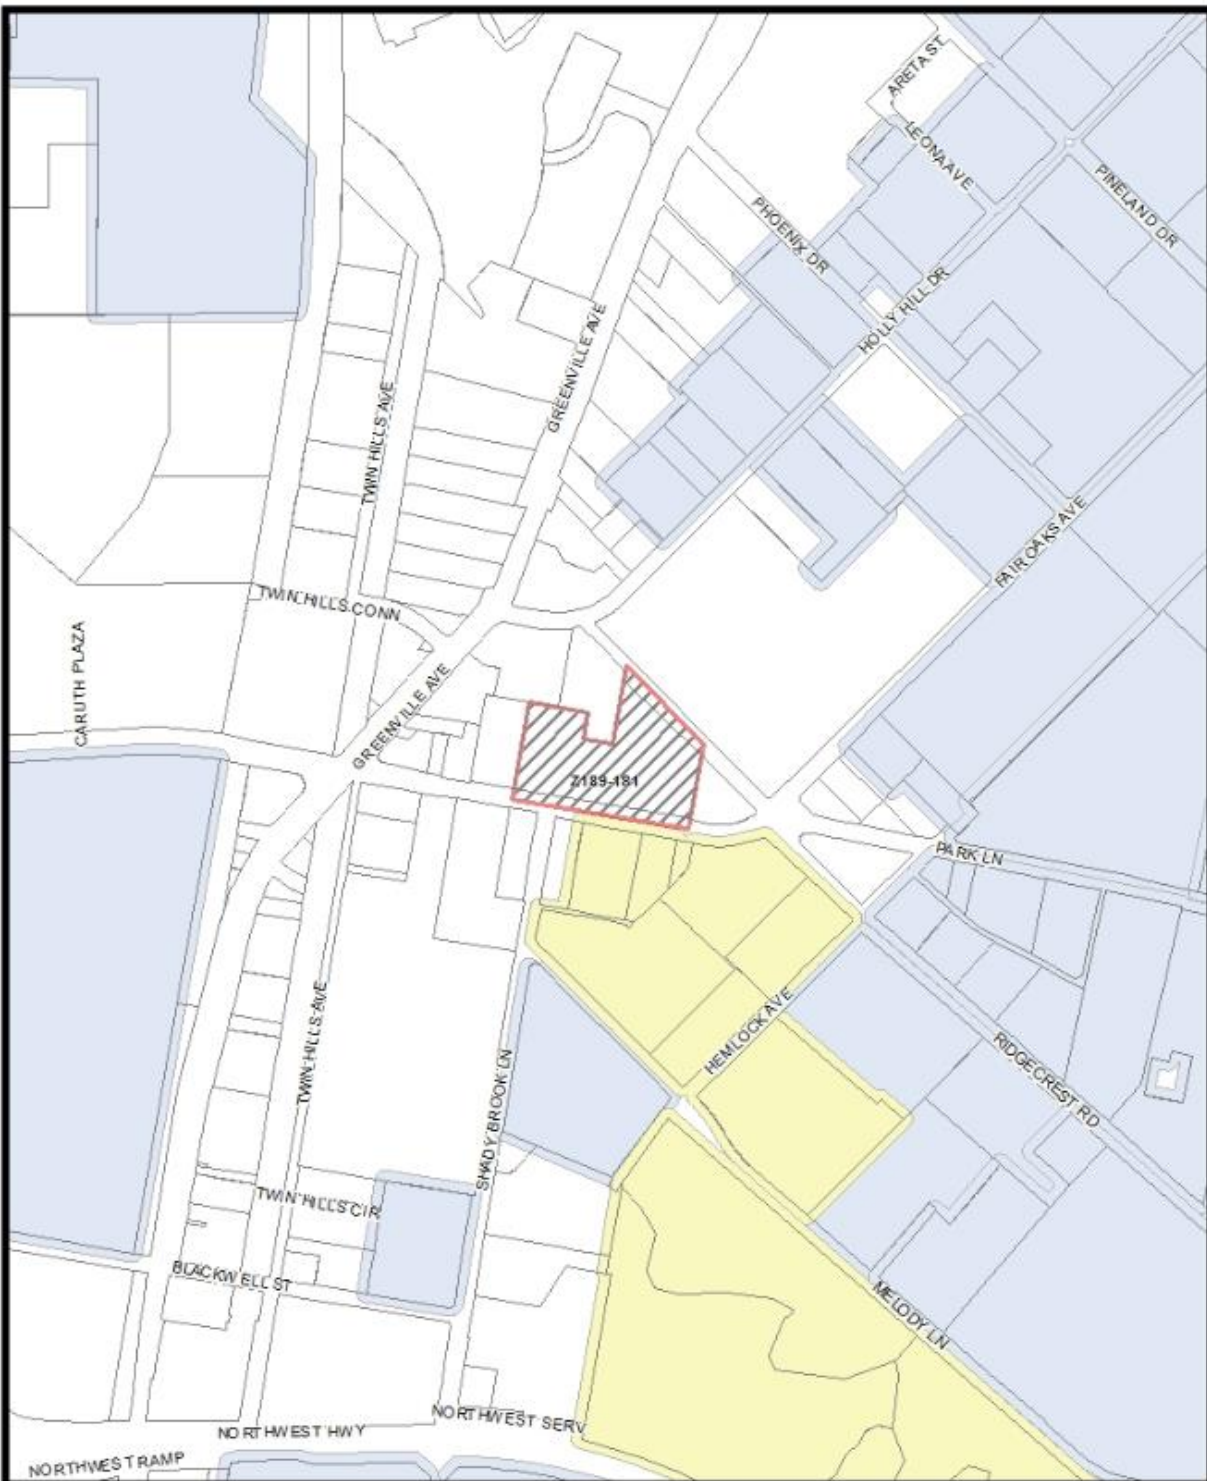 ARETA ST
LEONA AVE
PINELAND DR
PHOENIX DR
HOLLY HILL DR
GREENVILLE AVE
TWIN HILLS AVE
FAIR OAKS AVE
TWIN HILLS CONN
CARUTH PLAZA
GREENVILLE AVE
Z189-181
PARK LN
HEMLOCK AVE
TWIN HILLS AVE
RIDGECREST RD
SHADY BROOK LN
TWIN HILLS CIR
BLACKWELL ST
MELODY LN
NORTHWEST SERV
NORTHWEST HWY
NORTHWEST RAMP